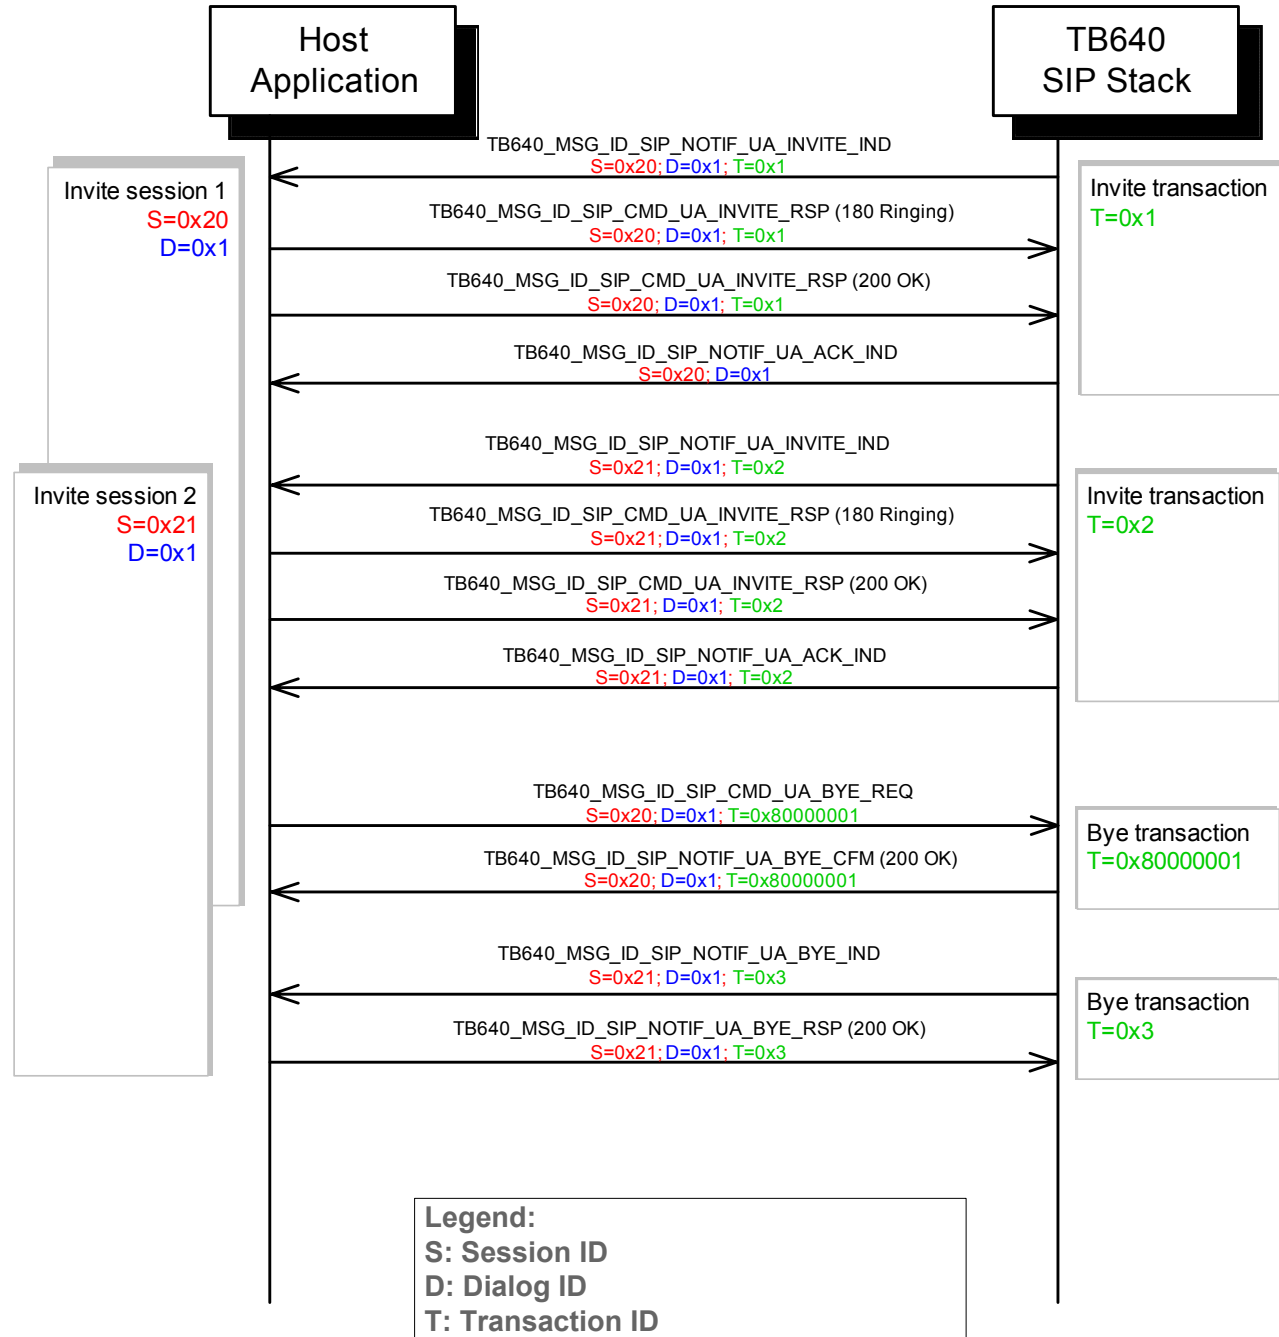 Host
Application
TB640
SIP Stack
TB640_MSG_ID_SIP_NOTIF_UA_INVITE_IND
S=0x20; D=0x1; T=0x1
Invite session 1
S=0x20
D=0x1
Invite transaction
T=0x1
TB640_MSG_ID_SIP_CMD_UA_INVITE_RSP (180 Ringing)
S=0x20; D=0x1; T=0x1
TB640_MSG_ID_SIP_CMD_UA_INVITE_RSP (200 OK)
S=0x20; D=0x1; T=0x1
TB640_MSG_ID_SIP_NOTIF_UA_ACK_IND
S=0x20; D=0x1
TB640_MSG_ID_SIP_NOTIF_UA_INVITE_IND
S=0x21; D=0x1; T=0x2
Invite session 2
S=0x21
D=0x1
Invite transaction
T=0x2
TB640_MSG_ID_SIP_CMD_UA_INVITE_RSP (180 Ringing)
S=0x21; D=0x1; T=0x2
TB640_MSG_ID_SIP_CMD_UA_INVITE_RSP (200 OK)
S=0x21; D=0x1; T=0x2
TB640_MSG_ID_SIP_NOTIF_UA_ACK_IND
S=0x21; D=0x1; T=0x2
TB640_MSG_ID_SIP_CMD_UA_BYE_REQ
S=0x20; D=0x1; T=0x80000001
Bye transaction
T=0x80000001
TB640_MSG_ID_SIP_NOTIF_UA_BYE_CFM (200 OK)
S=0x20; D=0x1; T=0x80000001
TB640_MSG_ID_SIP_NOTIF_UA_BYE_IND
S=0x21; D=0x1; T=0x3
Bye transaction
T=0x3
TB640_MSG_ID_SIP_NOTIF_UA_BYE_RSP (200 OK)
S=0x21; D=0x1; T=0x3
Legend:
S: Session ID
D: Dialog ID
T: Transaction ID